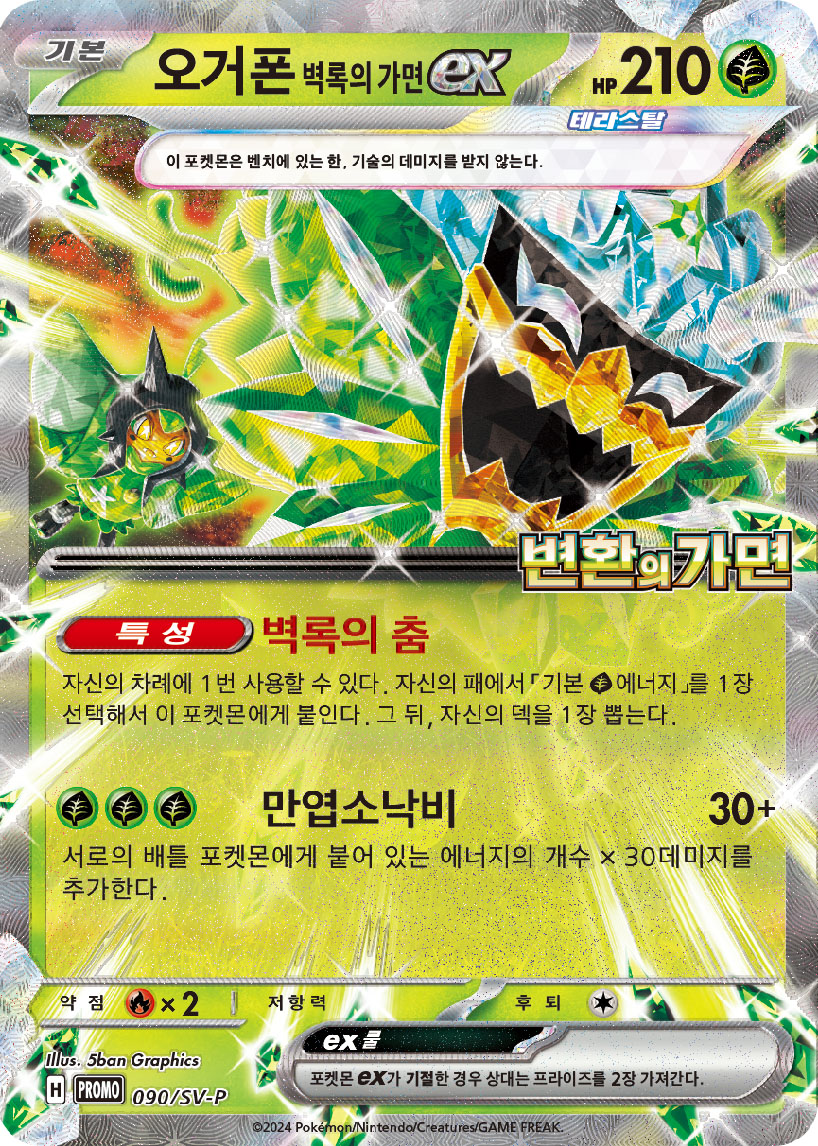 기본
오거폰 벽록의 가면 ex HP 210
테라스탈
이 포켓몬은 벤치에 있는 한, 기술의 데미지를 받지 않는다.
변환의 가면
특성 벽록의 춤
자신의 차례에 1번 사용할 수 있다. 자신의 패에서 「기본 에너지」를 1장
선택해서 이 포켓몬에게 붙인다. 그 뒤, 자신의 덱을 1장 뽑는다.
만엽소낙비 30+
서로의 배틀 포켓몬에게 붙어 있는 에너지의 개수 × 30데미지를
추가한다.
약점 ×2 저항력 후퇴
ex룰
포켓몬 ex가 기절한 경우 상대는 프라이즈를 2장 가져간다.
Illus. 5ban Graphics
H PROMO 090/SV-P
©2024 Pokémon/Nintendo/Creatures/GAME FREAK.